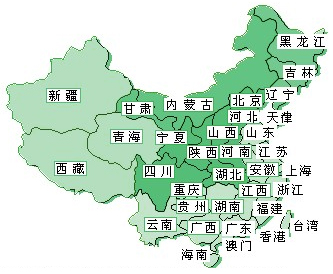 黑龙江
吉林
新疆
辽宁
甘肃
内蒙古
北京
河北
天津
青海
宁夏
山西
山东
陕西
河南
江苏
西藏
四川
湖北
安徽
上海
重庆
江西
浙江
贵州
湖南
福建
云南
广西
广东
台湾
香港
澳门
海南